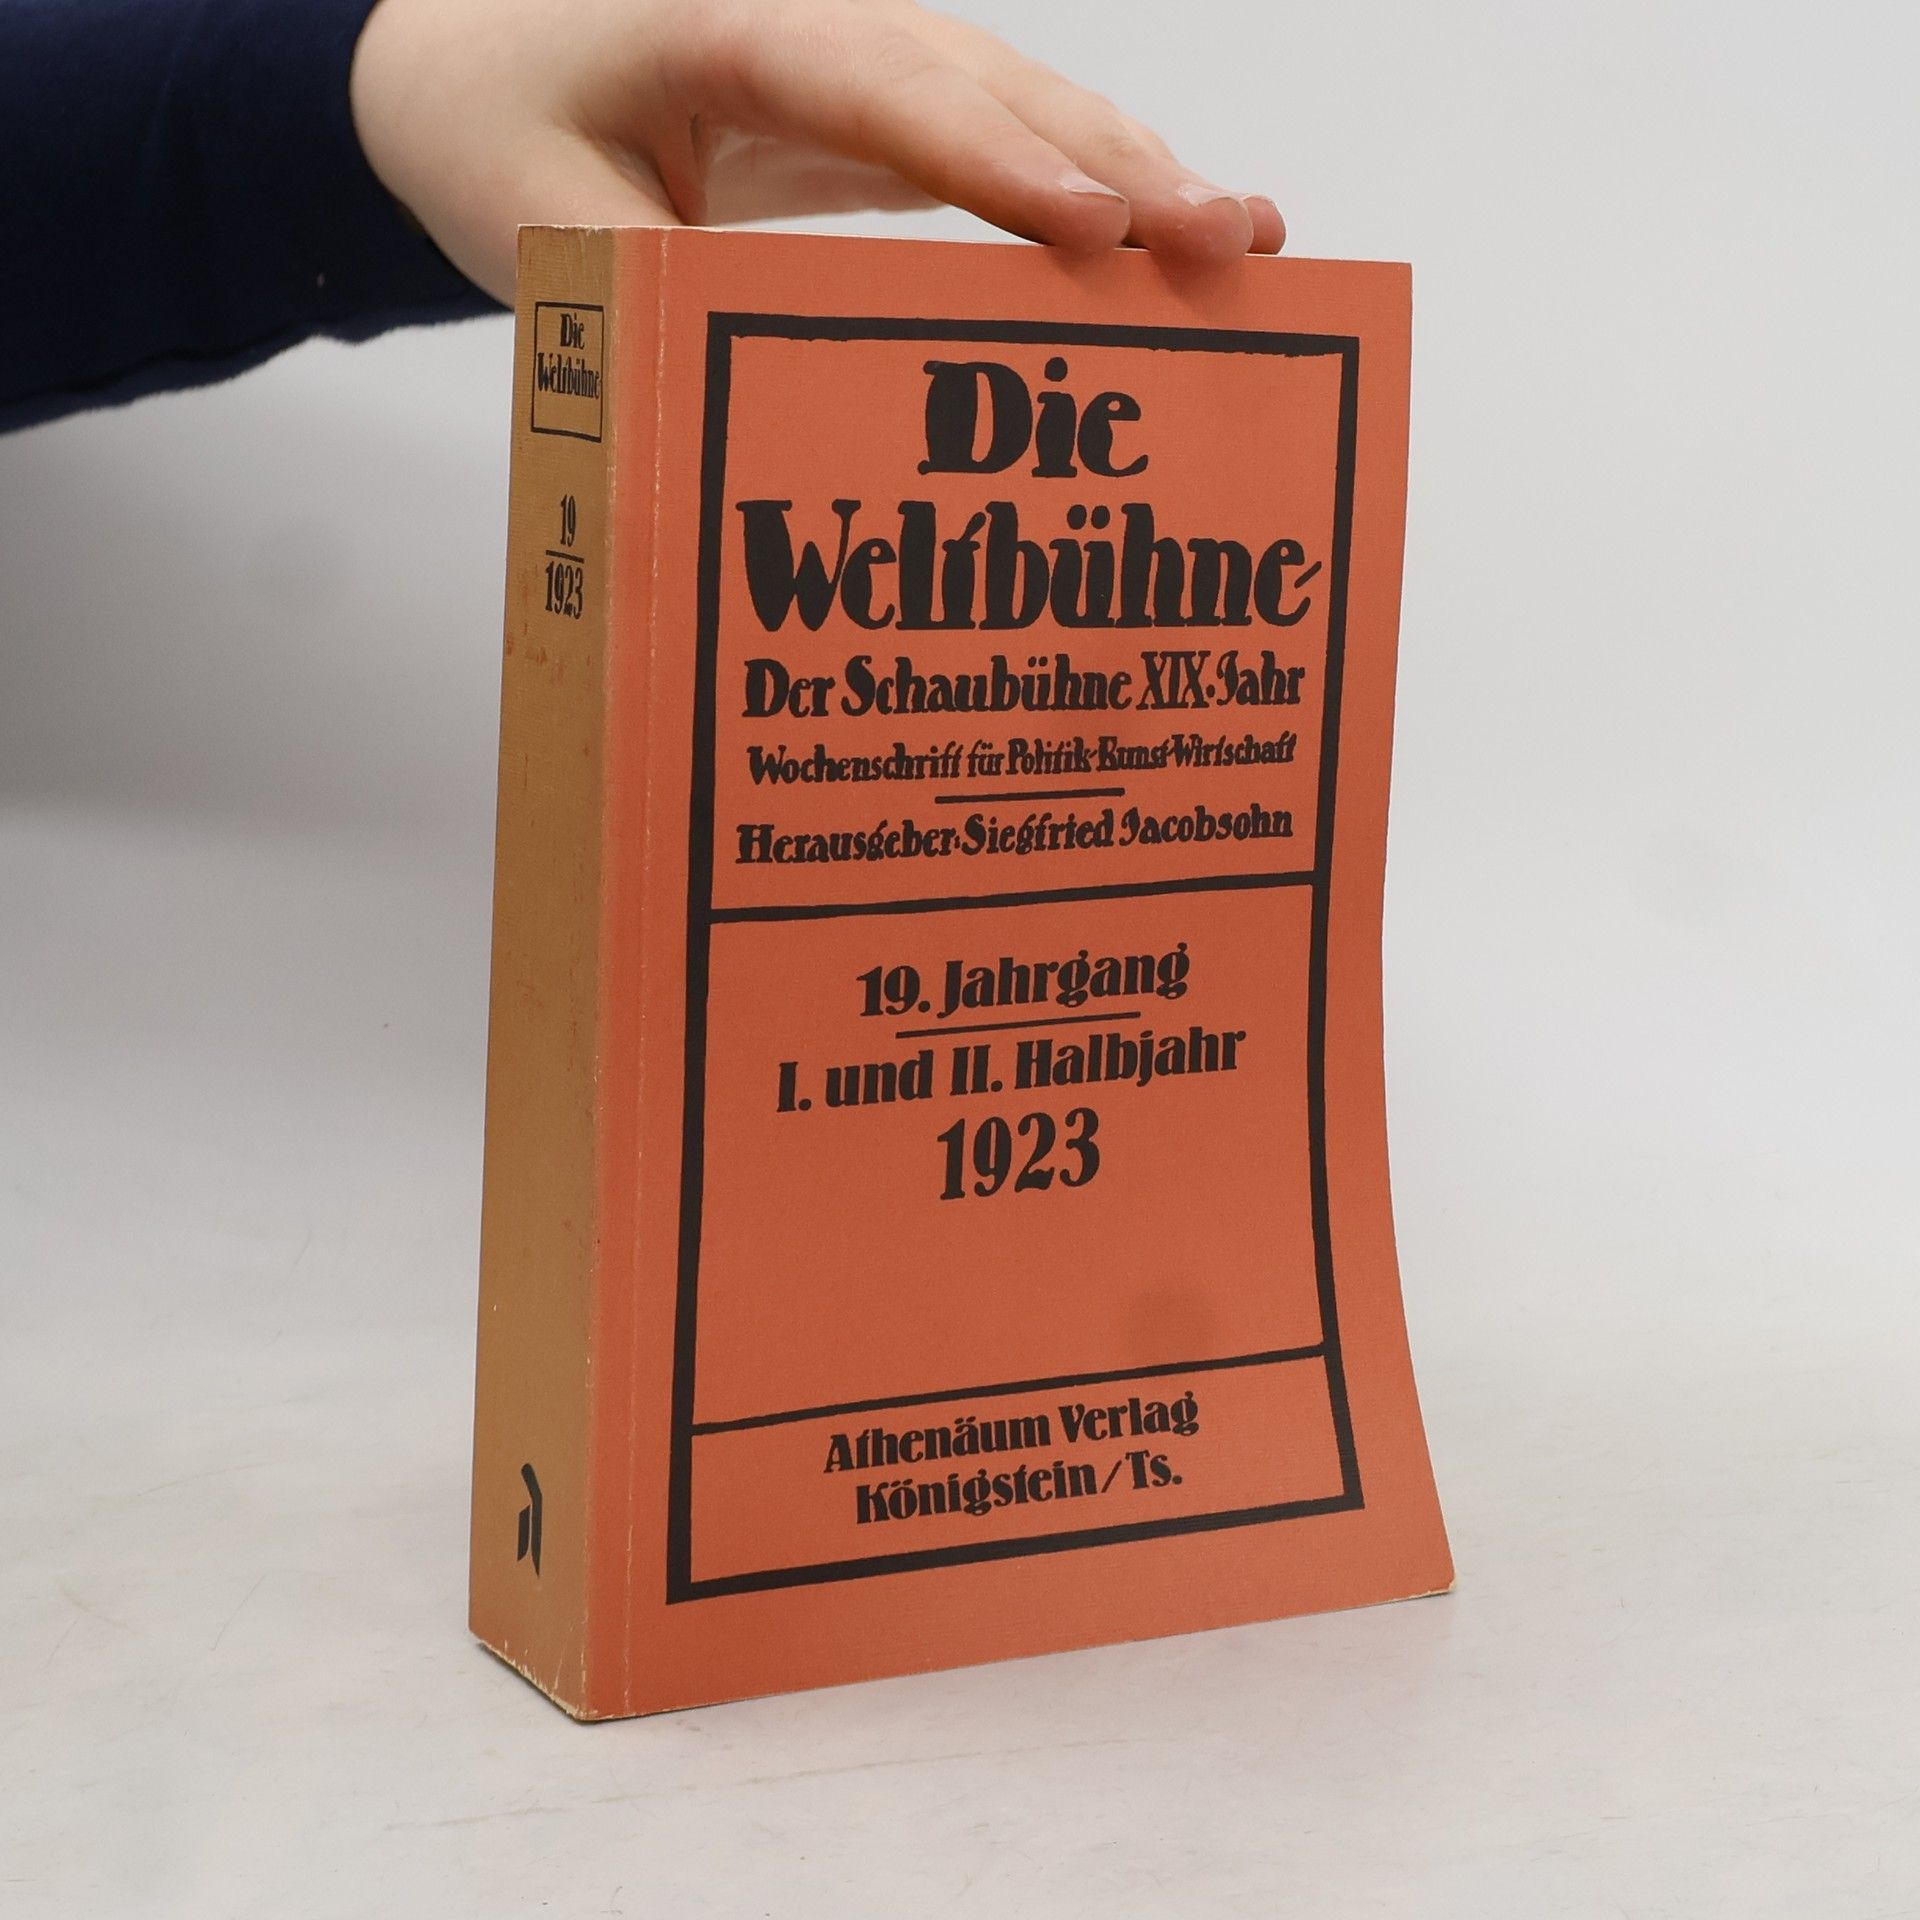 Die
Weltbühne
19
1923
Die
Weltbühne
Der Schaubühne XIX. Jahr
Wochenschrift für Politik-Kunst-Wirtschaft
Herausgeber: Siegfried Jacobsohn
19. Jahrgang
I. und II. Halbjahr
1923
Athenäum Verlag
Königstein/Ts.